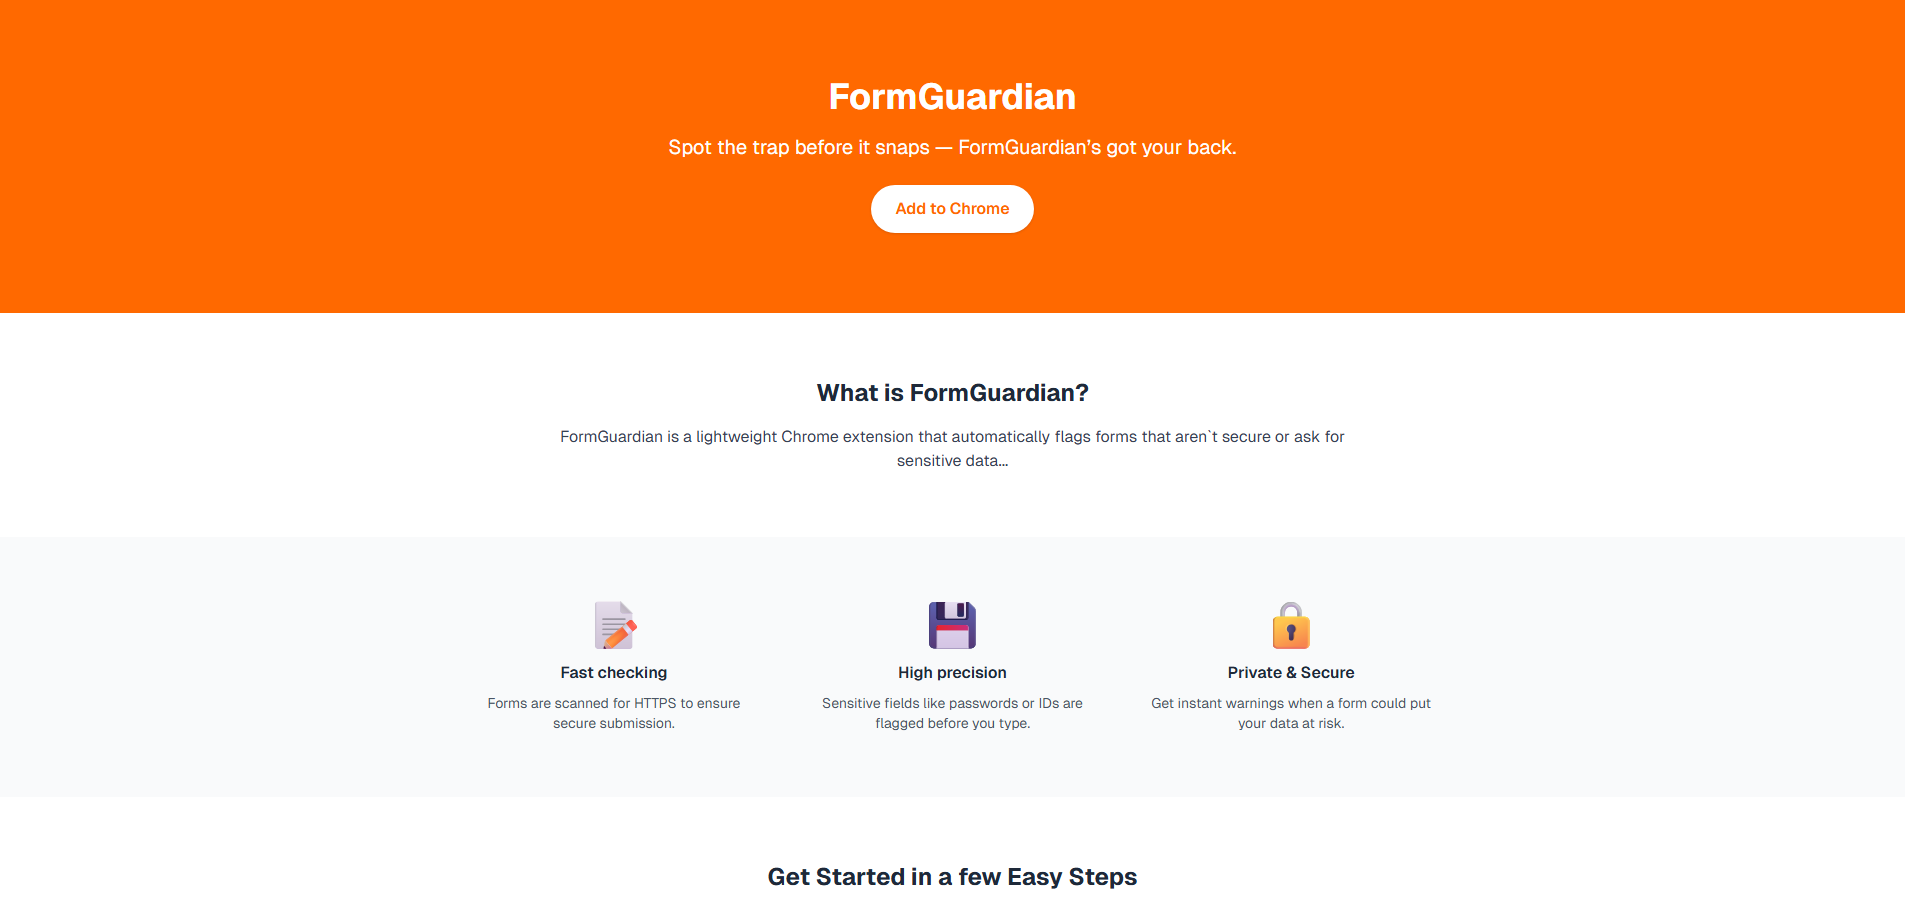 FormGuardian
Spot the trap before it snaps — FormGuardian’s got your back.
Add to Chrome
What is FormGuardian?
FormGuardian is a lightweight Chrome extension that automatically flags forms that aren`t secure or ask for
sensitive data...
Fast checking
Forms are scanned for HTTPS to ensure
secure submission.
High precision
Sensitive fields like passwords or IDs are
flagged before you type.
Private & Secure
Get instant warnings when a form could put
your data at risk.
Get Started in a few Easy Steps